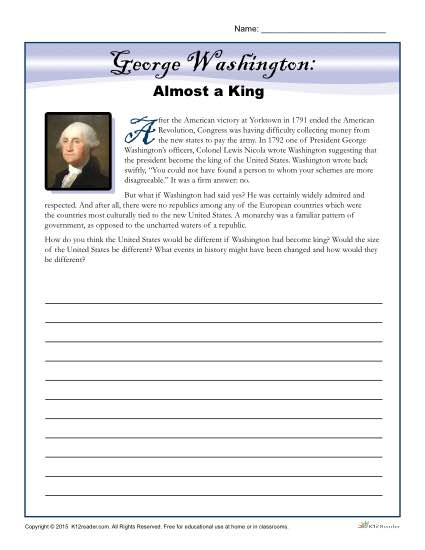 Name: ____________________________
George Washington:
Almost a King
After the American victory at Yorktown in 1791 ended the American
Revolution, Congress was having difficulty collecting money from
the new states to pay the army. In 1792 one of President George
Washington's officers, Colonel Lewis Nicola wrote Washington suggesting that
the president become the king of the United States. Washington wrote back
swiftly, "You could not have found a person to whom your schemes are more
disagreeable." It was a firm answer: no.
But what if Washington had said yes? He was certainly widely admired and
respected. And after all, there were no republics among any of the European countries which were
the countries most culturally tied to the new United States. A monarchy was a familiar pattern of
government, as opposed to the uncharted waters of a republic.
How do you think the United States would be different if Washington had become king? Would the size
of the United States be different? What events in history might have been changed and how would they
be different?
Copyright © 2015 K12reader.com. All Rights Reserved. Free for educational use at home or in classrooms.
K12Reader